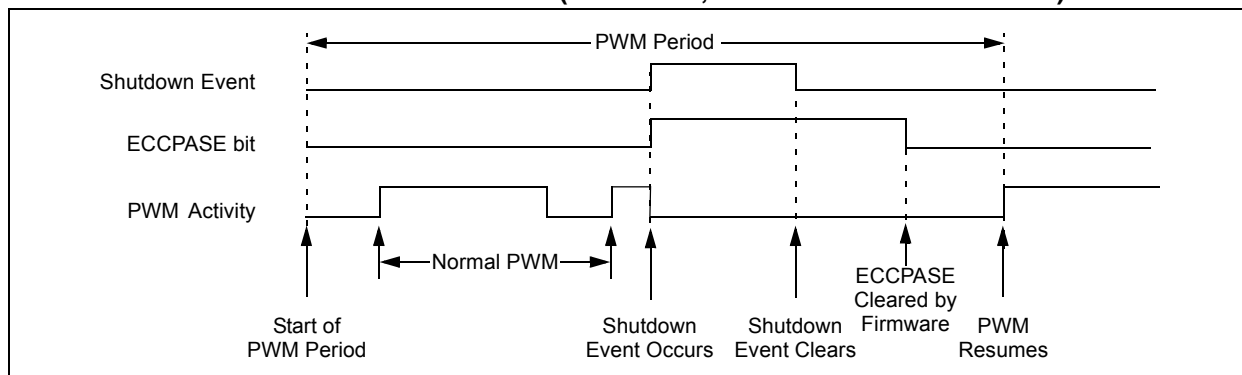 PWM Period
Shutdown Event
ECCPASE bit
PWM Activity
Normal PWM
Start of
PWM Period
Shutdown
Event Occurs
Shutdown
Event Clears
ECCPASE
Cleared by
Firmware
PWM
Resumes